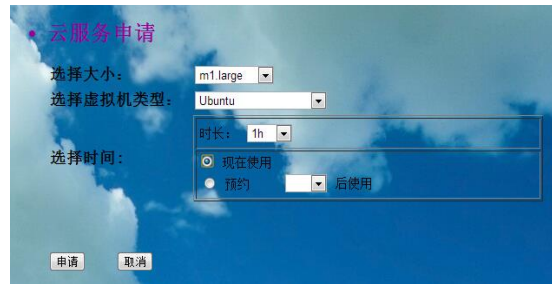 • 云服务申请
选择大小： m1.large
选择虚拟机类型： Ubuntu
时长： 1h
选择时间： 现在使用
预约 后使用
申请 取消